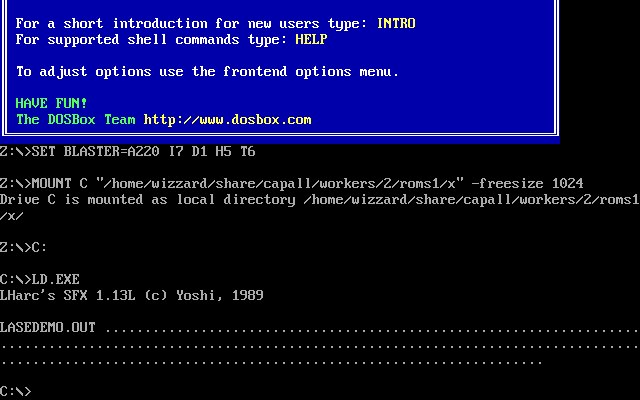 For a short introduction for new users type: INTRO
For supported shell commands type: HELP
To adjust options use the frontend options menu.
HAVE FUN!
The DOSBox Team http://www.dosbox.com
Z:\>SET BLASTER=A220 I7 D1 H5 T6
Z:\>MOUNT C "/home/wizzard/share/capall/workers/2/roms1/x" -freesize 1024
Drive C is mounted as local directory /home/wizzard/share/capall/workers/2/roms1
/x/
Z:\>C:
C:\>LD.EXE
LHarc's SFX 1.13L (c) Yoshi, 1989
LASEDEMO.OUT ...................................................................
................................................................................
....................................................................
C:\>